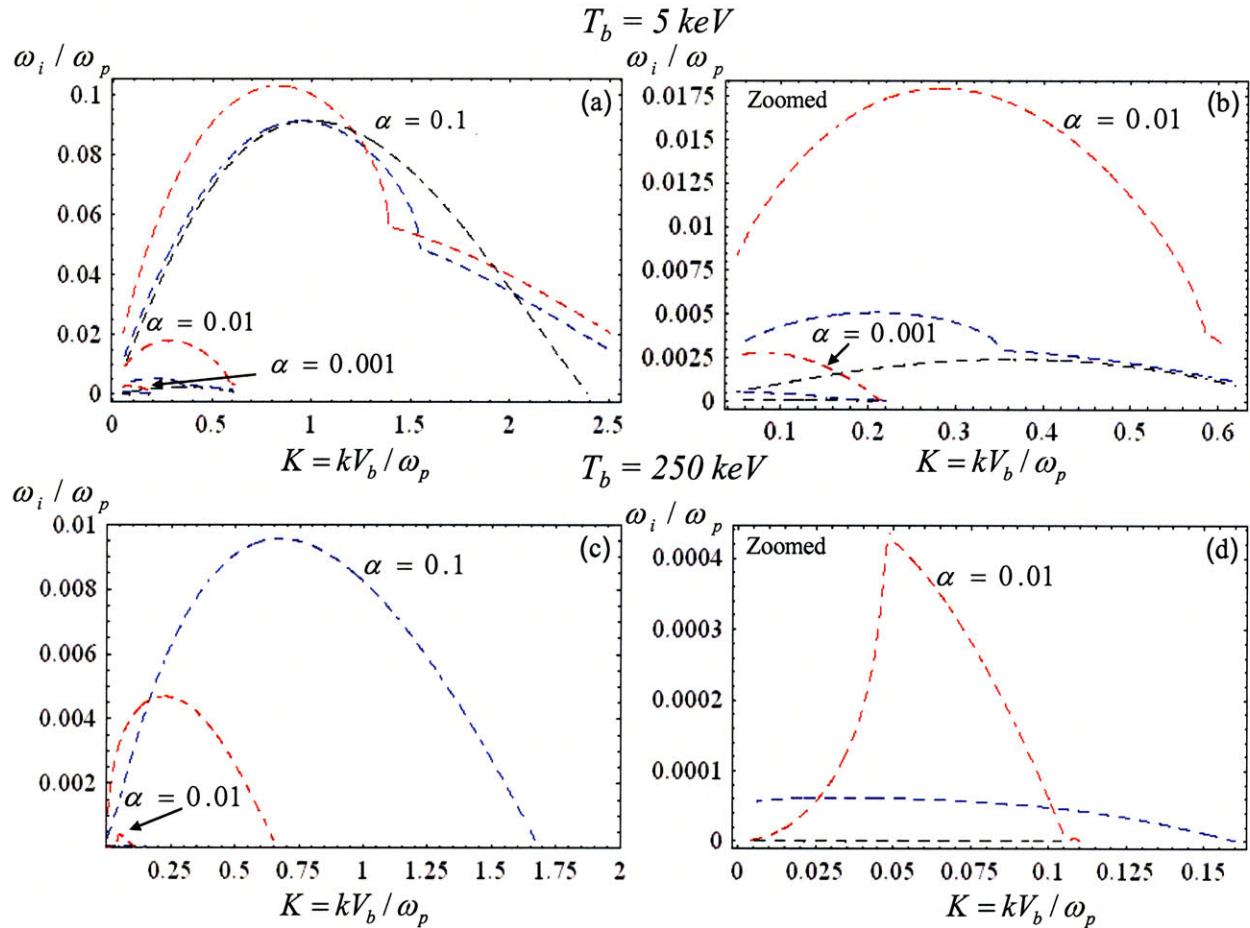 T_b = 5 keV
ω_i / ω_p
ω_i / ω_p
0.1
0.08
0.06
0.04
0.02
0
(a)
α = 0.1
α = 0.01
α = 0.001
0
0.5
1
1.5
2
2.5
K = kV_b / ω_p
0.0175
0.015
0.0125
0.01
0.0075
0.005
0.0025
0
Zoomed
(b)
α = 0.01
α = 0.001
0.1
0.2
0.3
0.4
0.5
0.6
K = kV_b / ω_p
T_b = 250 keV
ω_i / ω_p
ω_i / ω_p
0.01
0.008
0.006
0.004
0.002
(c)
α = 0.1
α = 0.01
0.25
0.5
0.75
1
1.25
1.5
1.75
2
K = kV_b / ω_p
0.0004
0.0003
0.0002
0.0001
0.0001
0
Zoomed
(d)
α = 0.01
0
0.025
0.05
0.05
0.1
0.125
0.15
K = kV_b / ω_p